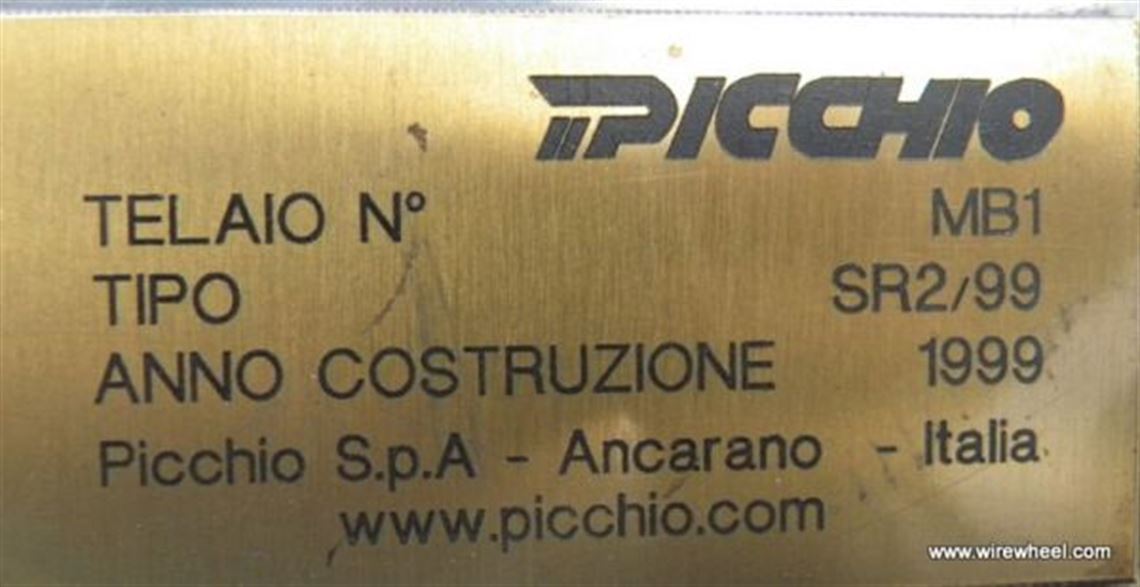 PICCHIO
TELAIO N° MB1
TIPO SR2/99
ANNO COSTRUZIONE 1999
Picchio S.p.A - Ancarano - Italia
www.picchio.com
www.wirewheel.com